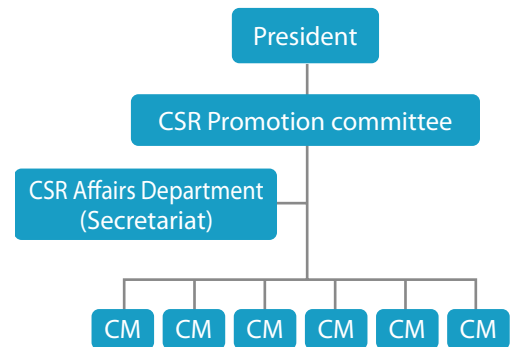 President
CSR Promotion committee
CSR Affairs Department
(Secretariat)
CM CM CM CM CM CM